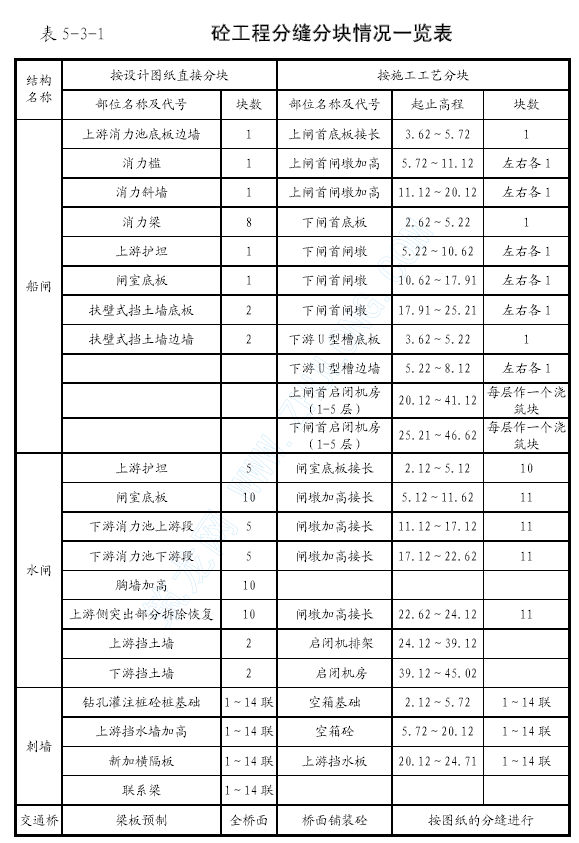 表 5-3-1 砼工程分缝分块情况一览表
结构名称 按设计图纸直接分块 按施工工艺分块
部位名称及代号 块数 部位名称及代号 起止高程 块数
船闸
上游消力池底板边墙 1 上闸首底板接长 3.62~5.72 1
消力槛 1 上闸首闸墩加高 5.72~11.12 左右各1
消力斜墙 1 上闸首闸墩加高 11.12~20.12 左右各1
消力梁 8 下闸首底板 2.62~5.22 1
上游护坦 1 下闸首闸墩 5.22~10.62 左右各1
闸室底板 1 下闸首闸墩 10.62~17.91 左右各1
扶壁式挡土墙底板 2 下闸首闸墩 17.91~25.21 左右各1
扶壁式挡土墙边墙 2 下游U型槽底板 3.62~5.22 1
下游U型槽边墙 5.22~8.12 左右各1
上闸首启闭机房(1-5层) 20.12~41.12 每层作一个浇筑块
下闸首启闭机房(1-5层) 25.21~46.62 每层作一个浇筑块
水闸
上游护坦 5 闸室底板接长 2.12~5.12 10
闸室底板 10 闸墩加高接长 5.12~11.62 11
下游消力池上游段 5 闸墩加高接长 11.12~17.12 11
下游消力池下游段 5 闸墩加高接长 17.12~22.62 11
胸墙加高 10
上游侧突出部分拆除恢复 10 闸墩加高接长 22.62~24.12 11
上游挡土墙 2 启闭机排架 24.12~39.12
下游挡土墙 2 启闭机房 39.12~45.02
刺墙
钻孔灌注桩砼桩基础 1~14联 空箱基础 2.12~5.72 1~14联
上游挡水墙加高 1~14联 空箱砼 5.72~20.12 1~14联
新加横隔板 1~14联 上游挡水板 20.12~24.71 1~14联
联系梁 1~14联
交通桥 梁板预制 全桥面 桥面铺装砼 按图纸的分缝进行